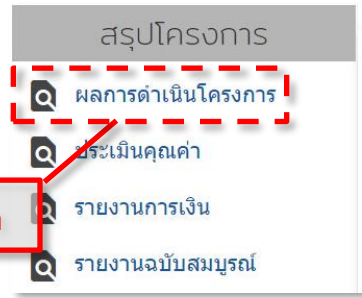 สรุปโครงการ
ผลการดำเนินโครงการ
ประเมินคุณค่า
รายงานการเงิน
รายงานฉบับสมบูรณ์